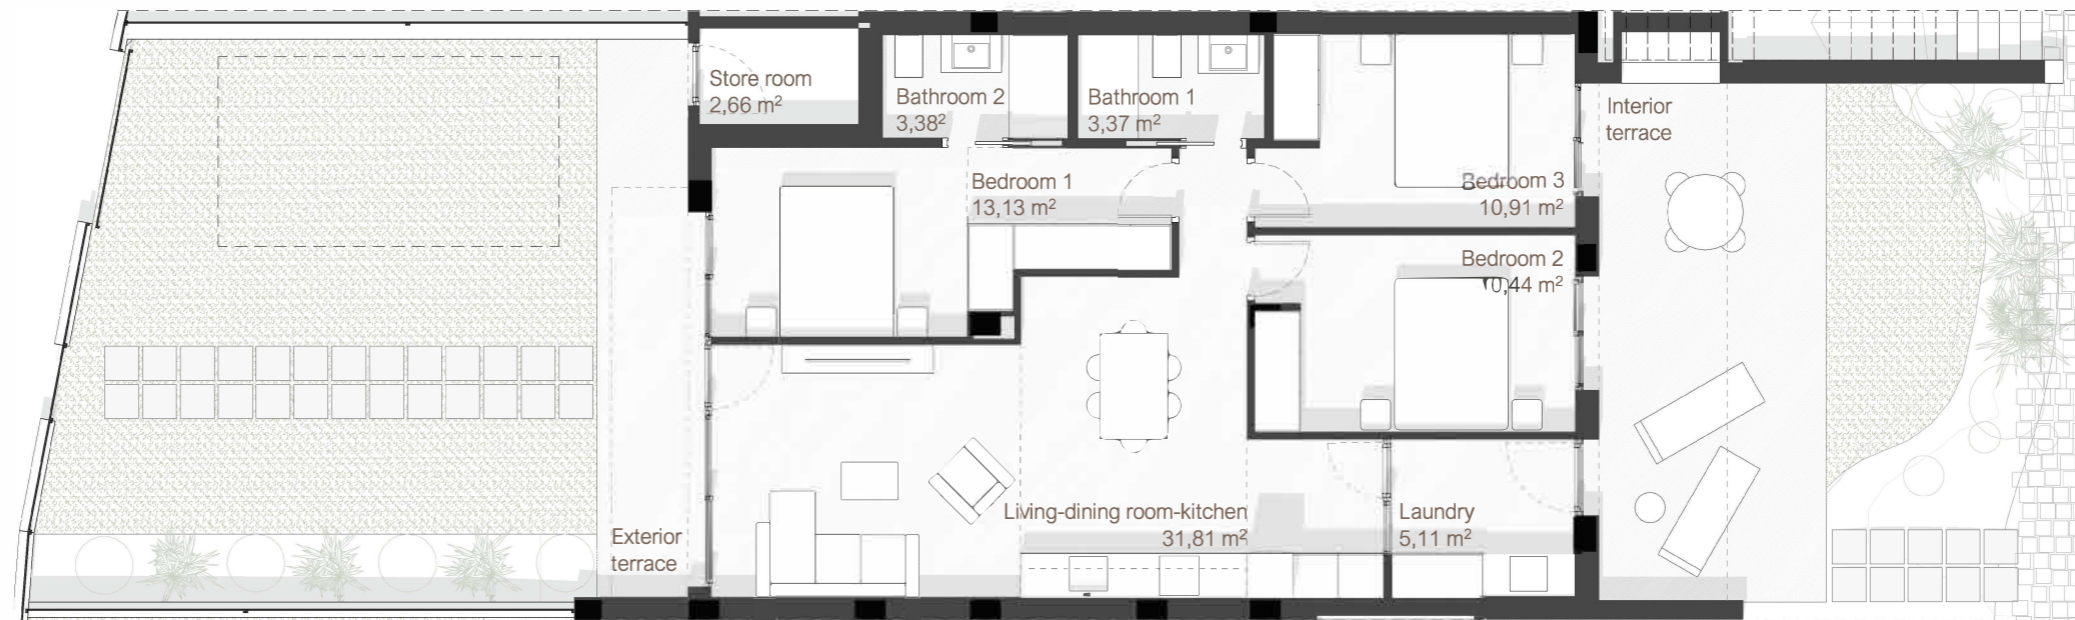 Store room
2,66 m²
Bathroom 2
3,38²
Bathroom 1
3,37 m²
Interior
terrace
Bedroom 1
13,13 m²
Bedroom 3
10,91 m²
Bedroom 2
0,44 m²
Living-dining room-kitchen
31,81 m²
Laundry
5,11 m²
Exterior
terrace